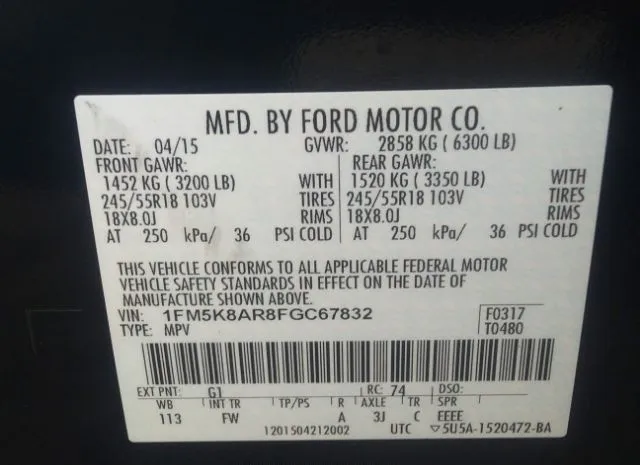 MFD. BY FORD MOTOR CO.
DATE: 04/15 GVWR: 2858 KG ( 6300 LB)
FRONT GAWR: REAR GAWR:
1452 KG ( 3200 LB) WITH 1520 KG ( 3350 LB) WITH
245/55R18 103V TIRES 245/55R18 103V TIRES
18X8.0J RIMS 18X8.0J RIMS
AT 250 kPa/ 36 PSI COLD AT 250 kPa/ 36 PSI COLD
THIS VEHICLE CONFORMS TO ALL APPLICABLE FEDERAL MOTOR
VEHICLE SAFETY STANDARDS IN EFFECT ON THE DATE OF
MANUFACTURE SHOWN ABOVE.
VIN: 1FM5K8AR8FGC67832 F0317
TYPE: MPV T0480
EXT PNT: G1 RC: 74 DSO:
WB INT TR TP/PS R AXLE TR SPR
113 FW A 3J C EEEE
1201504212002 UTC ▽5U5A-1520472-BA